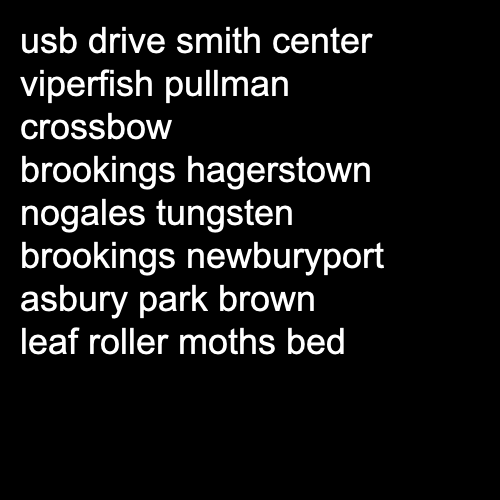 usb drive smith center
viperfish pullman
crossbow
brookings hagerstown
nogales tungsten
brookings newburyport
asbury park brown
leaf roller moths bed